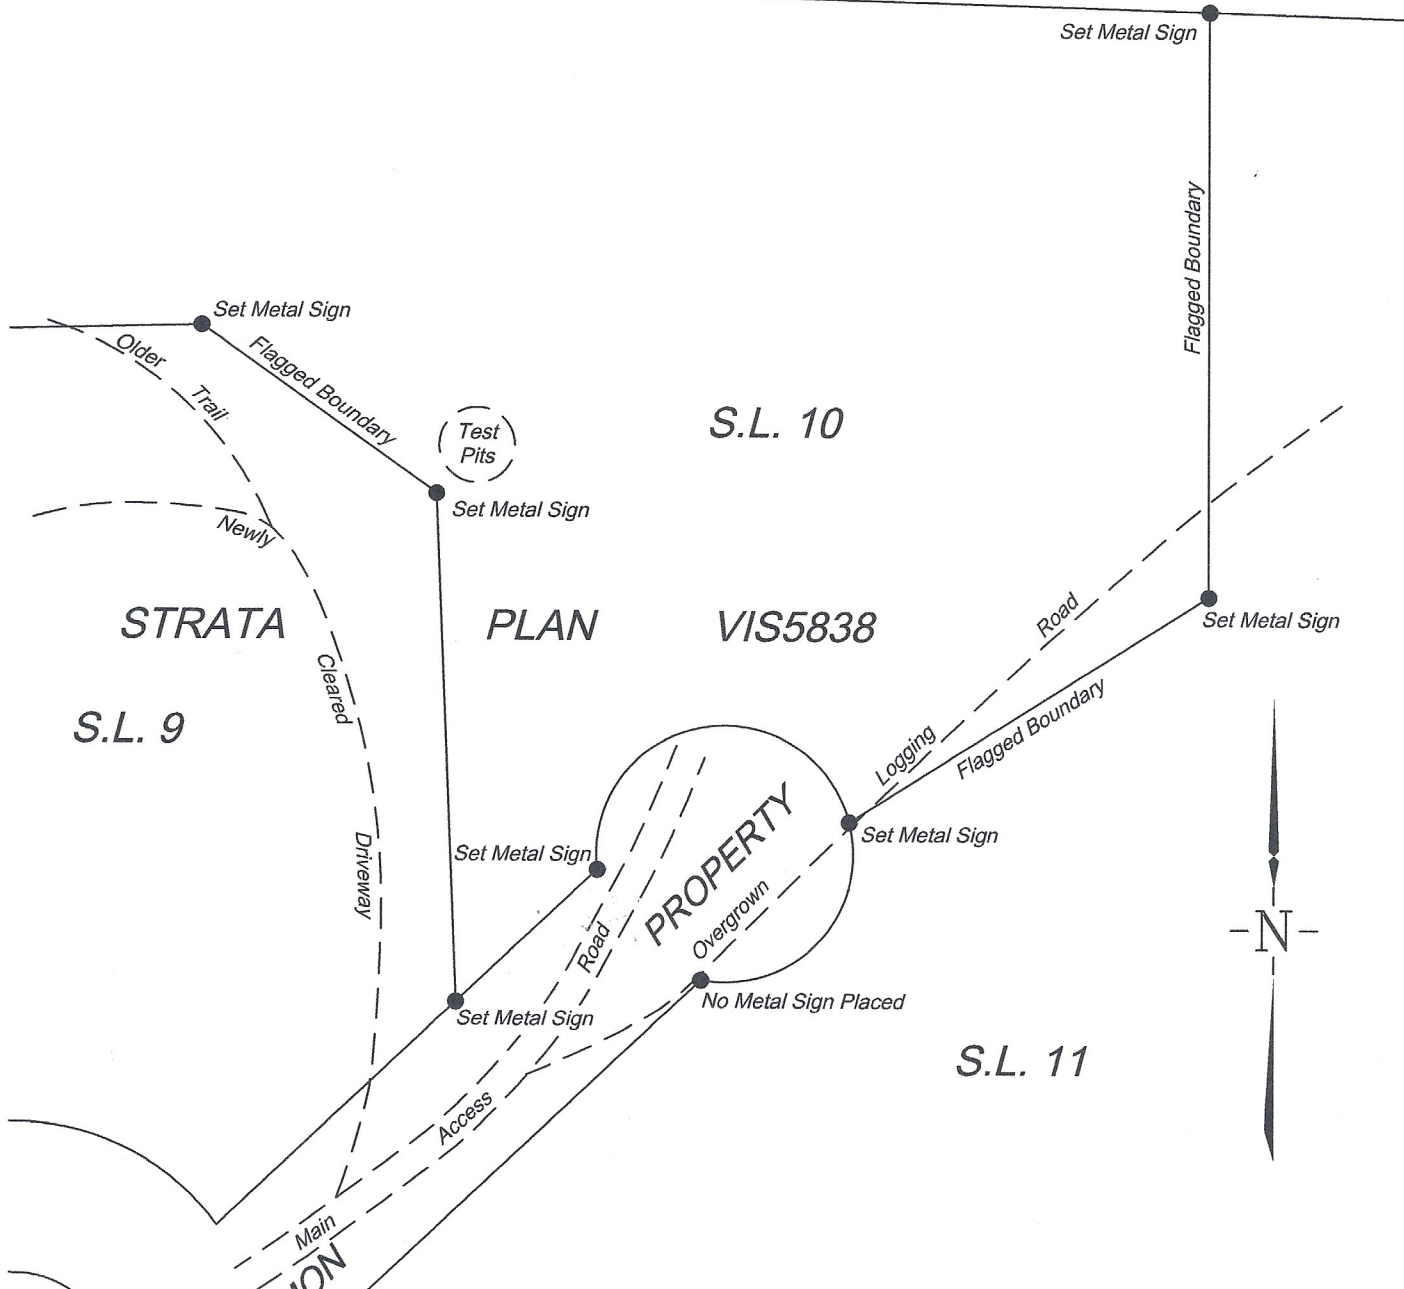 Set Metal Sign
Flagged Boundary
Set Metal Sign
Older
Trail
Flagged Boundary
Test
Pits
S.L. 10
Set Metal Sign
Newly
STRATA PLAN VIS5838
Road
Set Metal Sign
Cleared
S.L. 9
Logging
Flagged Boundary
PROPERTY
Set Metal Sign
Set Metal Sign
Driveway
Overgrown
Road
-N-
No Metal Sign Placed
Set Metal Sign
S.L. 11
Access
Main